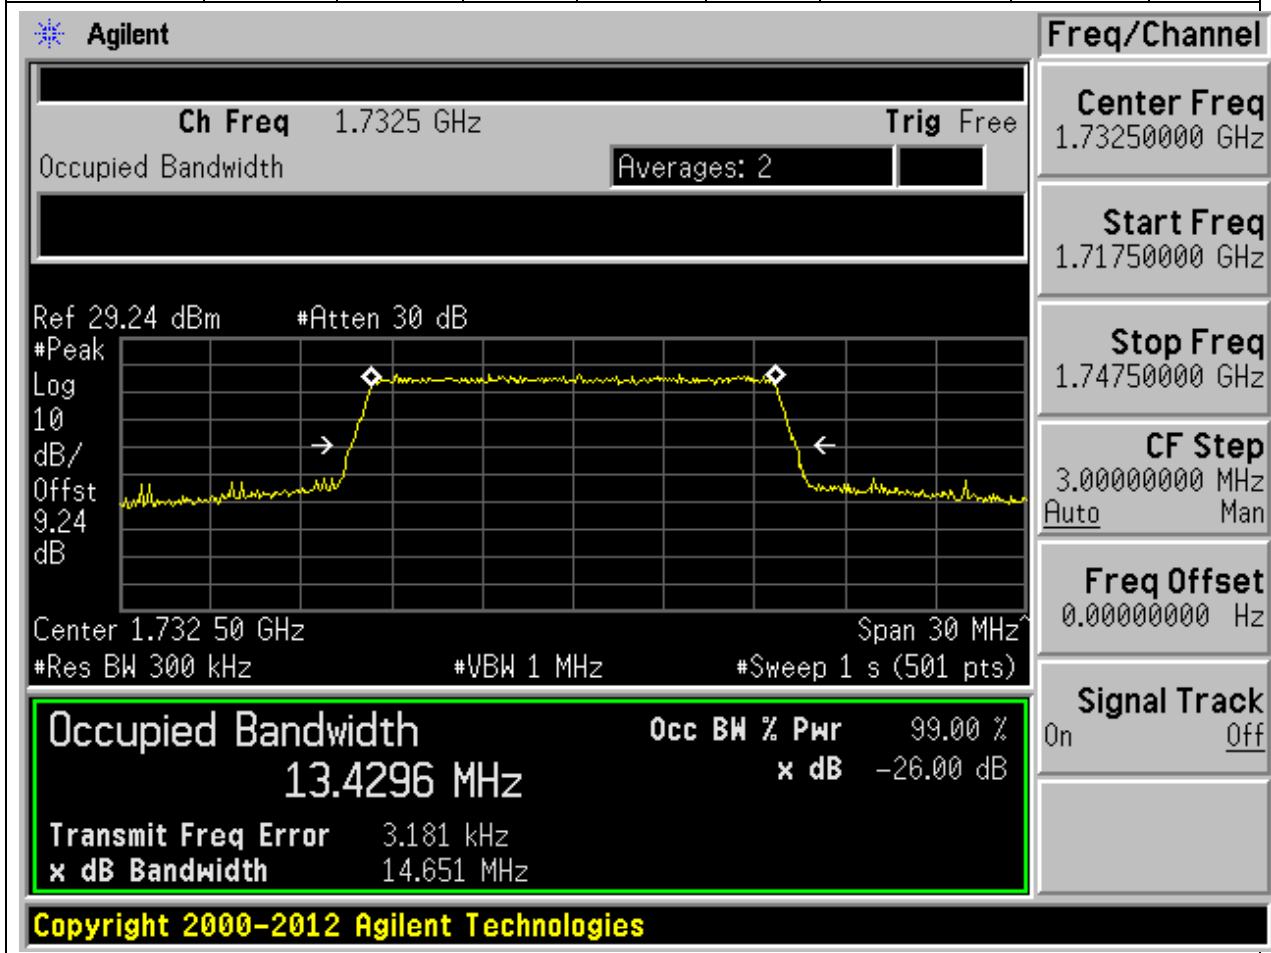 Agilent
Freq/Channel
Ch Freq 1.7325 GHz Trig Free
Occupied Bandwidth Averages: 2
Center Freq
1.73250000 GHz
Start Freq
1.71750000 GHz
Stop Freq
1.74750000 GHz
CF Step
3.00000000 MHz
Auto Man
Freq Offset
0.00000000 Hz
Signal Track
On Off
Ref 29.24 dBm #Atten 30 dB
#Peak
Log
10
dB/
Offst
9.24
dB
Center 1.732 50 GHz Span 30 MHz^
#Res BW 300 kHz #VBW 1 MHz #Sweep 1 s (501 pts)
Occupied Bandwidth Occ BW % Pwr 99.00 %
13.4296 MHz x dB -26.00 dB
Transmit Freq Error 3.181 kHz
x dB Bandwidth 14.651 MHz
Copyright 2000-2012 Agilent Technologies